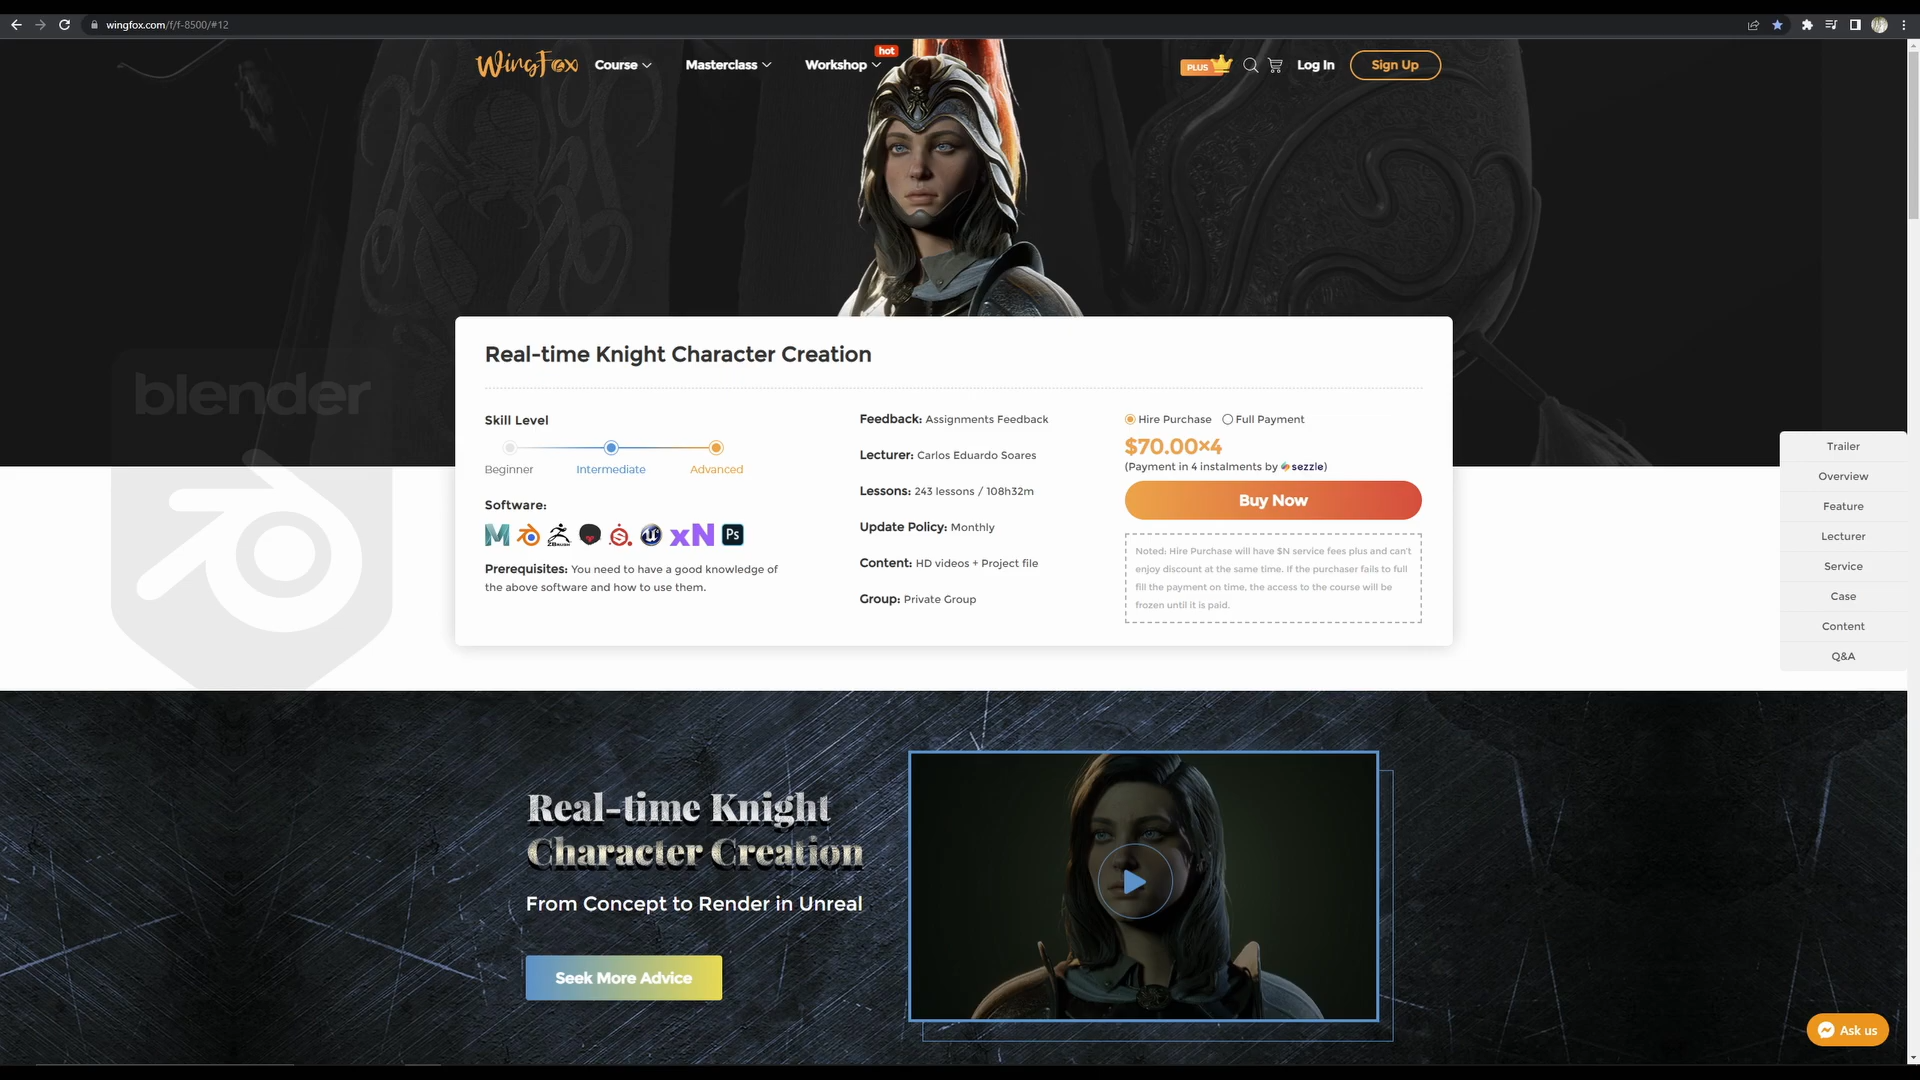 wingfox.com/f/f-8500/#12
WingFox
Course
Masterclass
Workshop
hot
PLUS
Log In
Sign Up
blender
Real-time Knight Character Creation
Skill Level
Beginner
Intermediate
Advanced
Software:
M ZBRUSH S xN Ps
Prerequisites: You need to have a good knowledge of
the above software and how to use them.
Feedback: Assignments Feedback
Lecturer: Carlos Eduardo Soares
Lessons: 243 lessons / 108h32m
Update Policy: Monthly
Content: HD videos + Project file
Group: Private Group
Hire Purchase
Full Payment
$70.00×4
(Payment in 4 instalments by sezzle)
Buy Now
Noted: Hire Purchase will have $N service fees plus and can't
enjoy discount at the same time. If the purchaser fails to full
fill the payment on time, the access to the course will be
frozen until it is paid.
Trailer
Overview
Feature
Lecturer
Service
Case
Content
Q&A
Real-time Knight
Character Creation
From Concept to Render in Unreal
Seek More Advice
Ask us